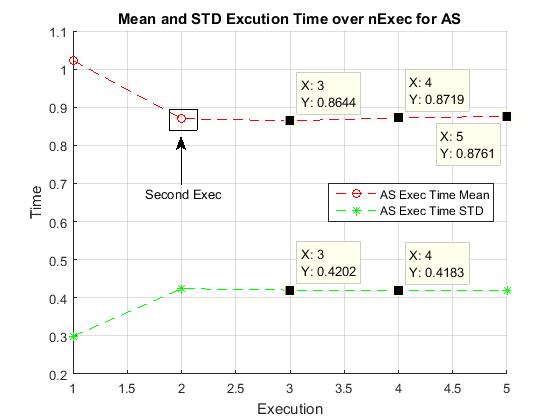 Mean and STD Excution Time over nExec for AS
1.1
1
0.9
0.8
0.7
0.6
0.5
0.4
0.3
0.2
Time
X: 3
Y: 0.8644
X: 4
Y: 0.8719
X: 5
Y: 0.8761
Second Exec
AS Exec Time Mean
AS Exec Time STD
X: 3
Y: 0.4202
X: 4
Y: 0.4183
1 1.5 2 2.5 3 3.5 4 4.5 5
Execution